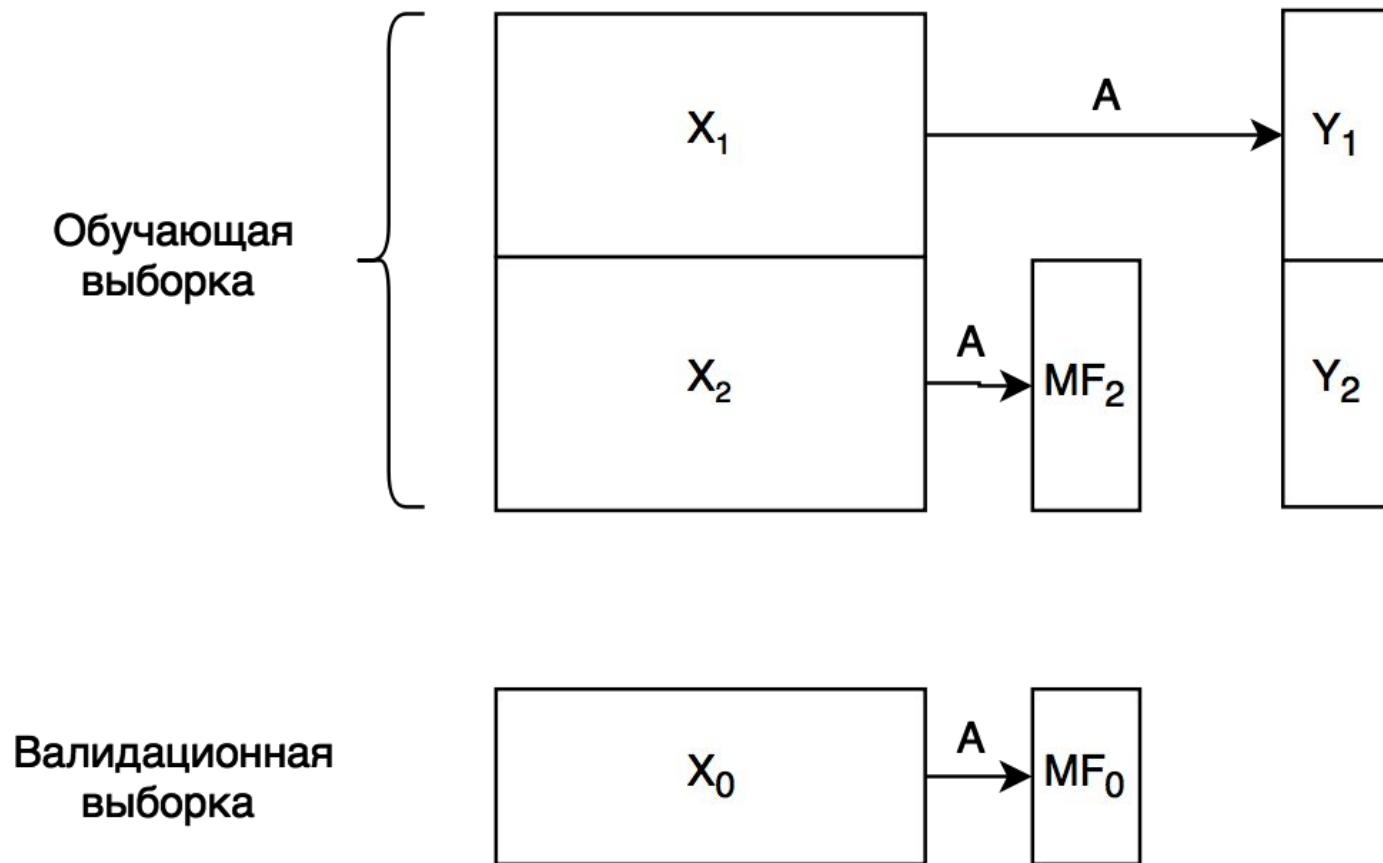 A
X₁
Y₁
Обучающая
выборка
A
X₂
MF₂
Y₂
Валидационная
выборка
A
X₀
MF₀